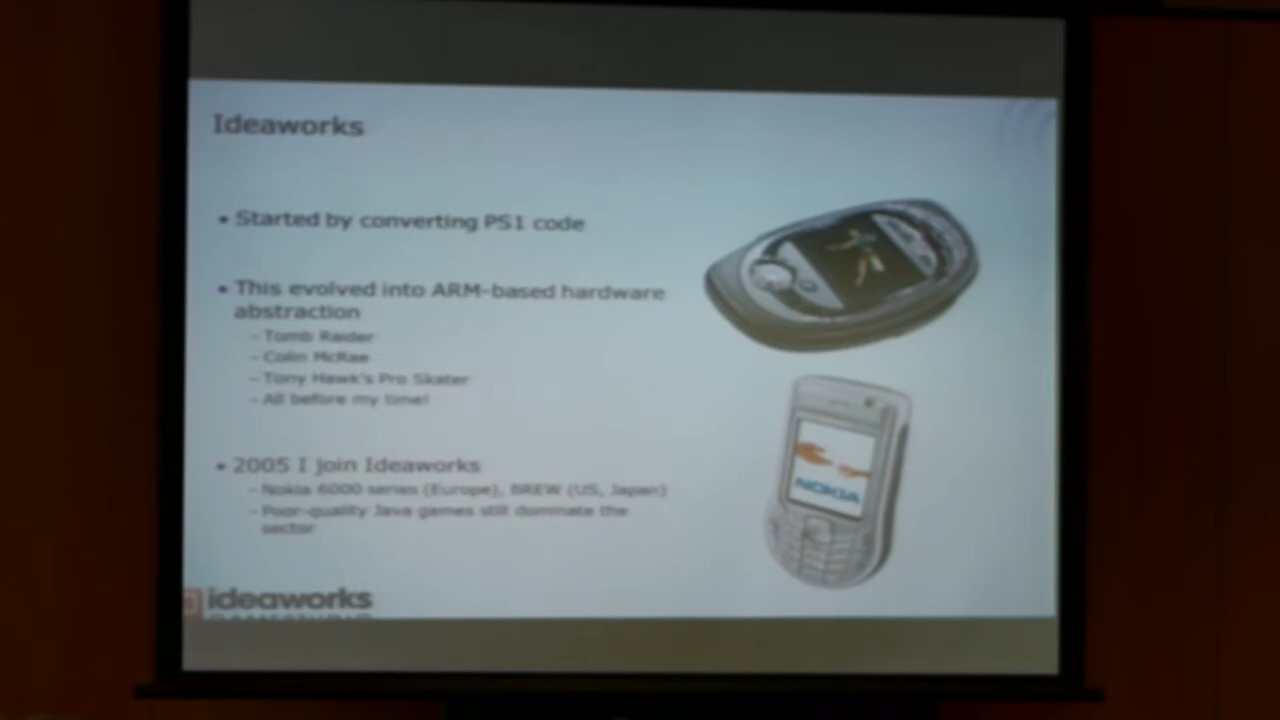 Ideaworks
• Started by converting PS1 code
• This evolved into ARM-based hardware
abstraction
– Tomb Raider
– Colin McRae
– Tony Hawk's Pro Skater
– All before my time!
• 2005 I join Ideaworks
– Nokia 6000 series (Europe), BREW (US, Japan)
– Poor-quality Java games still dominate the
sector
NOKIA
ideaworks